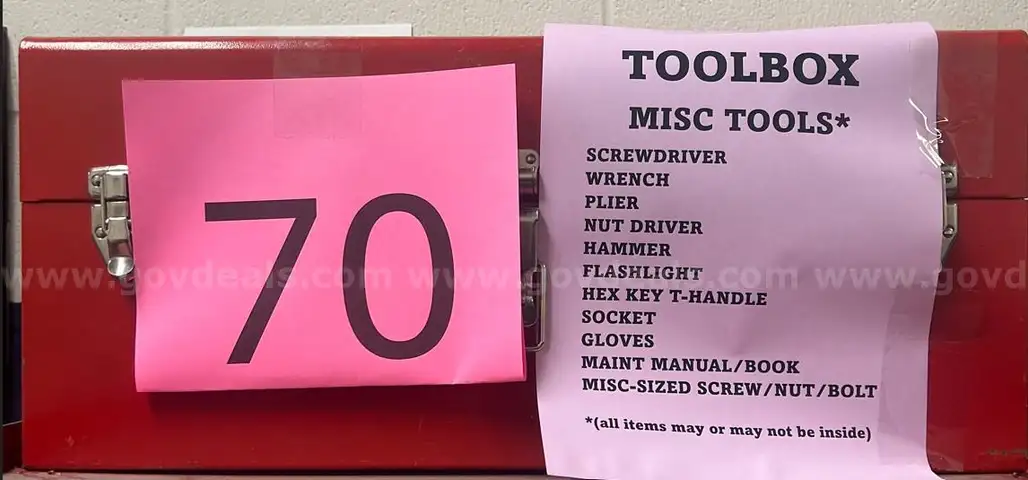 70
TOOLBOX
MISC TOOLS*
SCREWDRIVER
WRENCH
PLIER
NUT DRIVER
HAMMER
FLASHLIGHT
HEX KEY T-HANDLE
SOCKET
GLOVES
MAINT MANUAL/BOOK
MISC-SIZED SCREW/NUT/BOLT
*(all items may or may not be inside)
www.govdeals.com www.govdeals.com www.govd